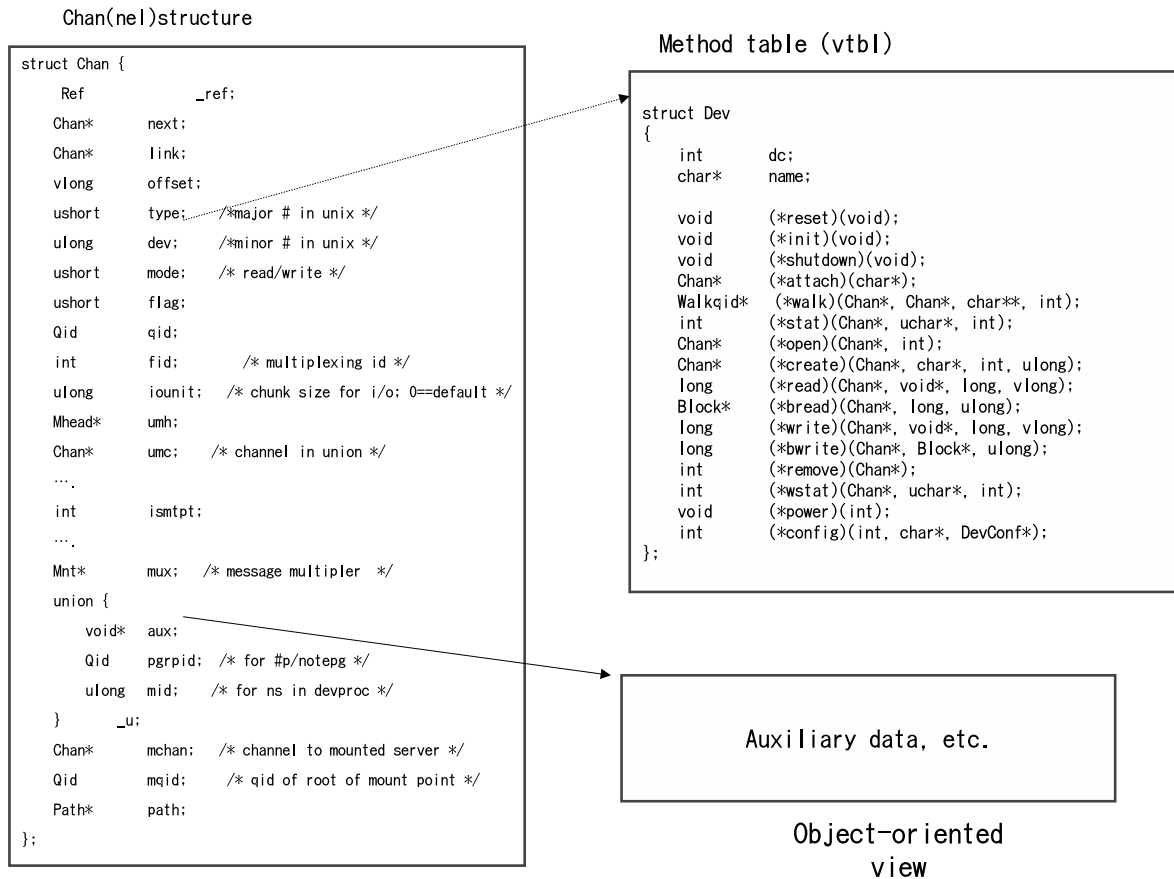 Chan(nel)structure
struct Chan {
Ref _ref;
Chan* next;
Chan* link;
vlong offset;
ushort type; /*major # in unix */
ulong dev; /*minor # in unix */
ushort mode; /* read/write */
ushort flag;
Qid qid;
int fid; /* multiplexing id */
ulong iounit; /* chunk size for i/o; 0==default */
Mhead* umh;
Chan* umc; /* channel in union */
….
int ismtpt;
….
Mnt* mux; /* message multipler */
union {
void* aux;
Qid pgrpid; /* for #p/notepg */
ulong mid; /* for ns in devproc */
} _u;
Chan* mchan; /* channel to mounted server */
Qid mqid; /* qid of root of mount point */
Path* path;
};
Method table (vtbl)
struct Dev
{
int dc;
char* name;
void (*reset)(void);
void (*init)(void);
void (*shutdown)(void);
Chan* (*attach)(char*);
Walkqid* (*walk)(Chan*, Chan*, char**, int);
int (*stat)(Chan*, uchar*, int);
Chan* (*open)(Chan*, int);
Chan* (*create)(Chan*, char*, int, ulong);
long (*read)(Chan*, void*, long, vlong);
Block* (*bread)(Chan*, long, ulong);
long (*write)(Chan*, void*, long, vlong);
long (*bwrite)(Chan*, Block*, ulong);
int (*remove)(Chan*);
int (*wstat)(Chan*, uchar*, int);
void (*power)(int);
int (*config)(int, char*, DevConf*);
};
Auxiliary data, etc.
Object-oriented
view